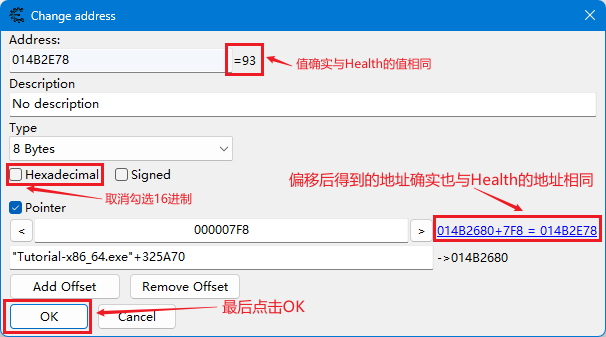 Change address
Address:
014B2E78
=93
值确实与Health的值相同
Description
No description
Type
8 Bytes
Hexadecimal
Signed
取消勾选16进制
偏移后得到的地址确实也与Health的地址相同
Pointer
<
000007F8
>
014B2680+7F8 = 014B2E78
"Tutorial-x86_64.exe"+325A70
->014B2680
Add Offset
Remove Offset
OK
Cancel
最后点击OK